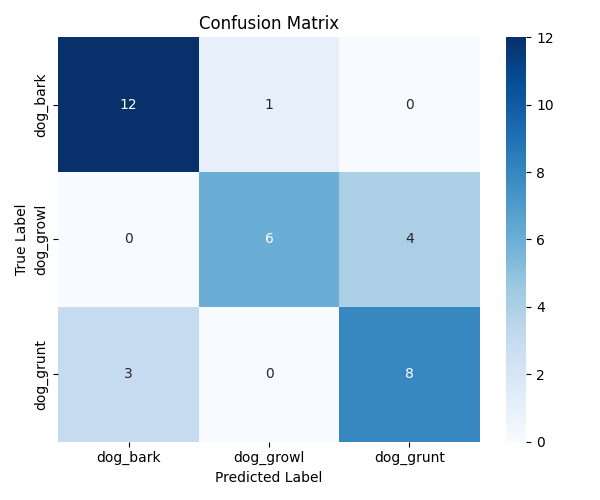 Confusion Matrix
True Label
dog_bark
12 1 0
dog_growl
0 6 4
dog_grunt
3 0 8
dog_bark dog_growl dog_grunt
Predicted Label
12
10
8
6
4
2
0